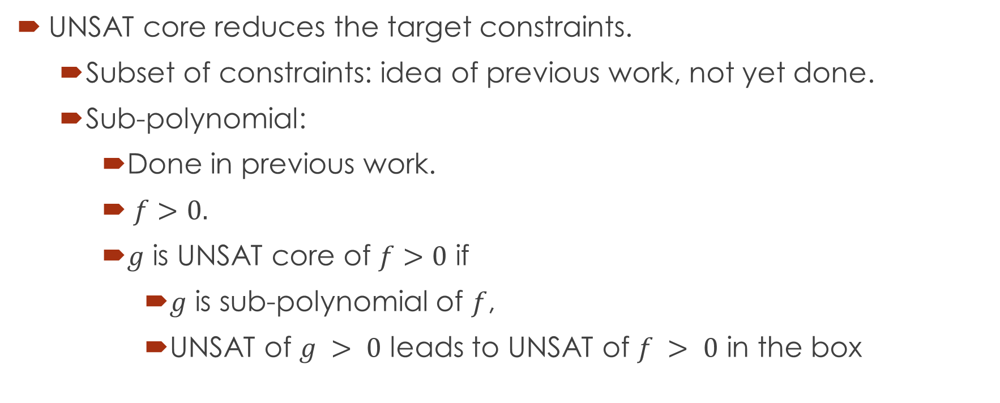 UNSAT core reduces the target constraints.
Subset of constraints: idea of previous work, not yet done.
Sub-polynomial:
Done in previous work.
f > 0.
g is UNSAT core of f > 0 if
g is sub-polynomial of f,
UNSAT of g > 0 leads to UNSAT of f > 0 in the box